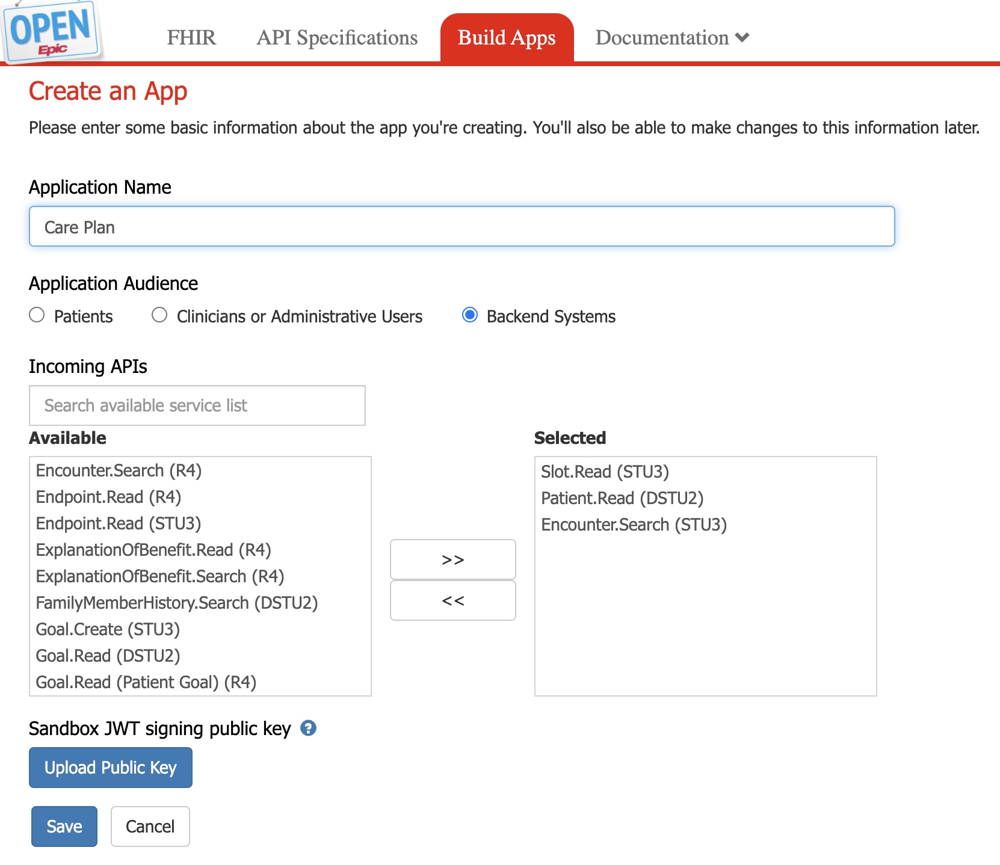 OPEN
Epic
FHIR API Specifications Build Apps Documentation
Create an App
Please enter some basic information about the app you're creating. You'll also be able to make changes to this information later.
Application Name
Care Plan
Application Audience
Patients Clinicians or Administrative Users Backend Systems
Incoming APIs
Search available service list
Available
Encounter.Search (R4)
Endpoint.Read (R4)
Endpoint.Read (STU3)
ExplanationOfBenefit.Read (R4)
ExplanationOfBenefit.Search (R4)
FamilyMemberHistory.Search (DSTU2)
Goal.Create (STU3)
Goal.Read (DSTU2)
Goal.Read (Patient Goal) (R4)
>>
<<
Selected
Slot.Read (STU3)
Patient.Read (DSTU2)
Encounter.Search (STU3)
Sandbox JWT signing public key ?
Upload Public Key
Save Cancel